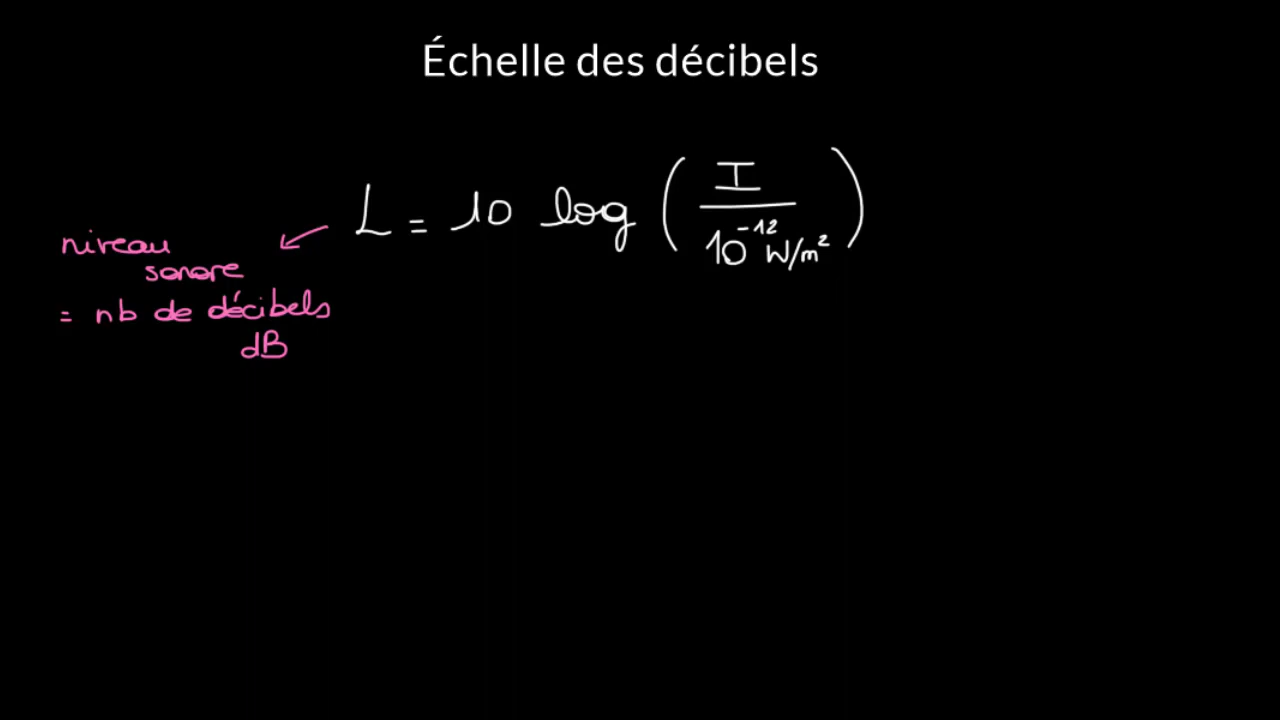 Échelle des décibels
L = 10 log ( I / 10^-12 W/m² )
niveau
sonore
= nb de décibels
dB